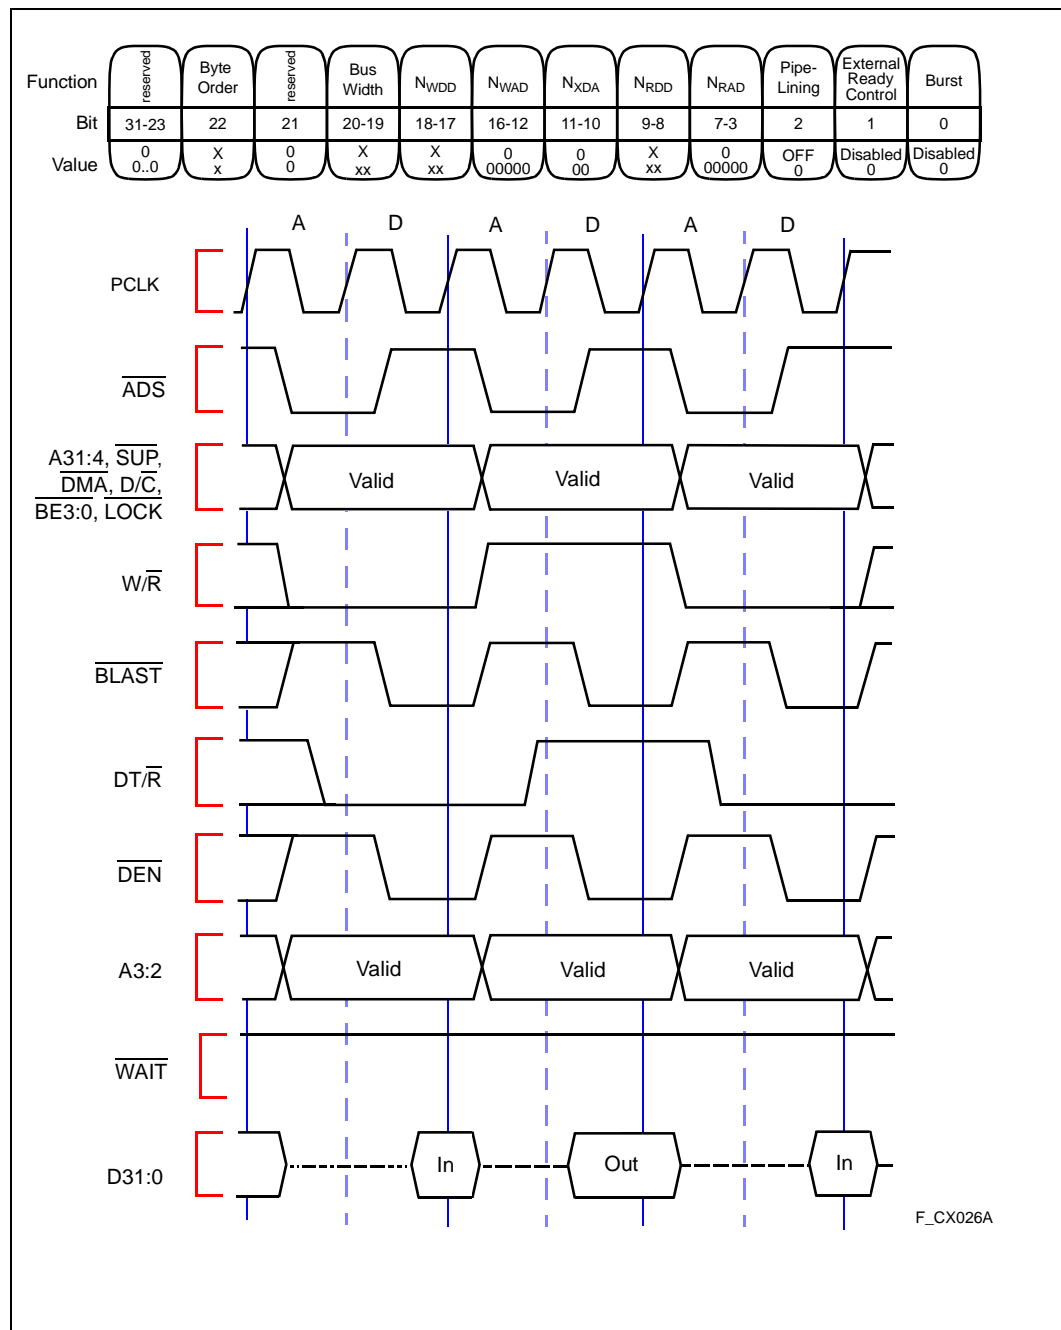 Function reserved Byte Order reserved Bus Width NWDD NWAD NXDA NRDD NRAD Pipe-Lining External Ready Control Burst
Bit 31-23 22 21 20-19 18-17 16-12 11-10 9-8 7-3 2 1 0
Value 0 0..0 X x 0 0 X xx X xx 0 00000 0 00 X xx 0 00000 OFF 0 Disabled 0 Disabled 0
A D A D A D
PCLK
ADS
A31:4, SUP,
DMA, D/C,
BE3:0, LOCK
Valid Valid Valid
W/R
BLAST
DT/R
DEN
A3:2 Valid Valid Valid
WAIT
D31:0 In Out In
F_CX026A